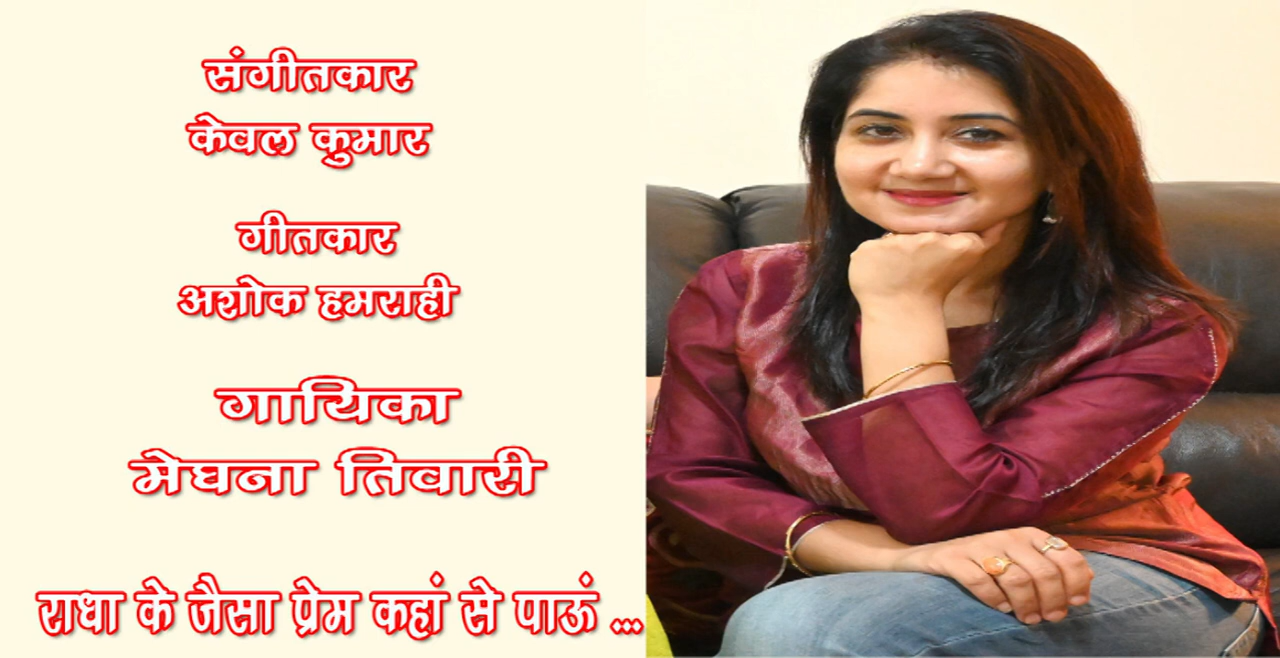 संगीतकार
केवल कुमार
गीतकार
अशोक हमराही
गायिका
मेघना तिवारी
राधा के जैसा प्रेम कहां से पाऊं ...